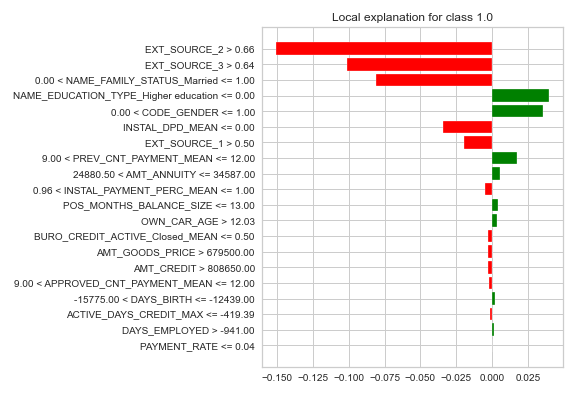 Local explanation for class 1.0
EXT_SOURCE_2 > 0.66
EXT_SOURCE_3 > 0.64
0.00 < NAME_FAMILY_STATUS_Married <= 1.00
NAME_EDUCATION_TYPE_Higher education <= 0.00
0.00 < CODE_GENDER <= 1.00
INSTAL_DPD_MEAN <= 0.00
EXT_SOURCE_1 > 0.50
9.00 < PREV_CNT_PAYMENT_MEAN <= 12.00
24880.50 < AMT_ANNUITY <= 34587.00
0.96 < INSTAL_PAYMENT_PERC_MEAN <= 1.00
POS_MONTHS_BALANCE_SIZE <= 13.00
OWN_CAR_AGE > 12.03
BURO_CREDIT_ACTIVE_Closed_MEAN <= 0.50
AMT_GOODS_PRICE > 679500.00
AMT_CREDIT > 808650.00
9.00 < APPROVED_CNT_PAYMENT_MEAN <= 12.00
-15775.00 < DAYS_BIRTH <= -12439.00
ACTIVE_DAYS_CREDIT_MAX <= -419.39
DAYS_EMPLOYED > -941.00
PAYMENT_RATE <= 0.04
−0.150 −0.125 −0.100 −0.075 −0.050 −0.025 0.000 0.025